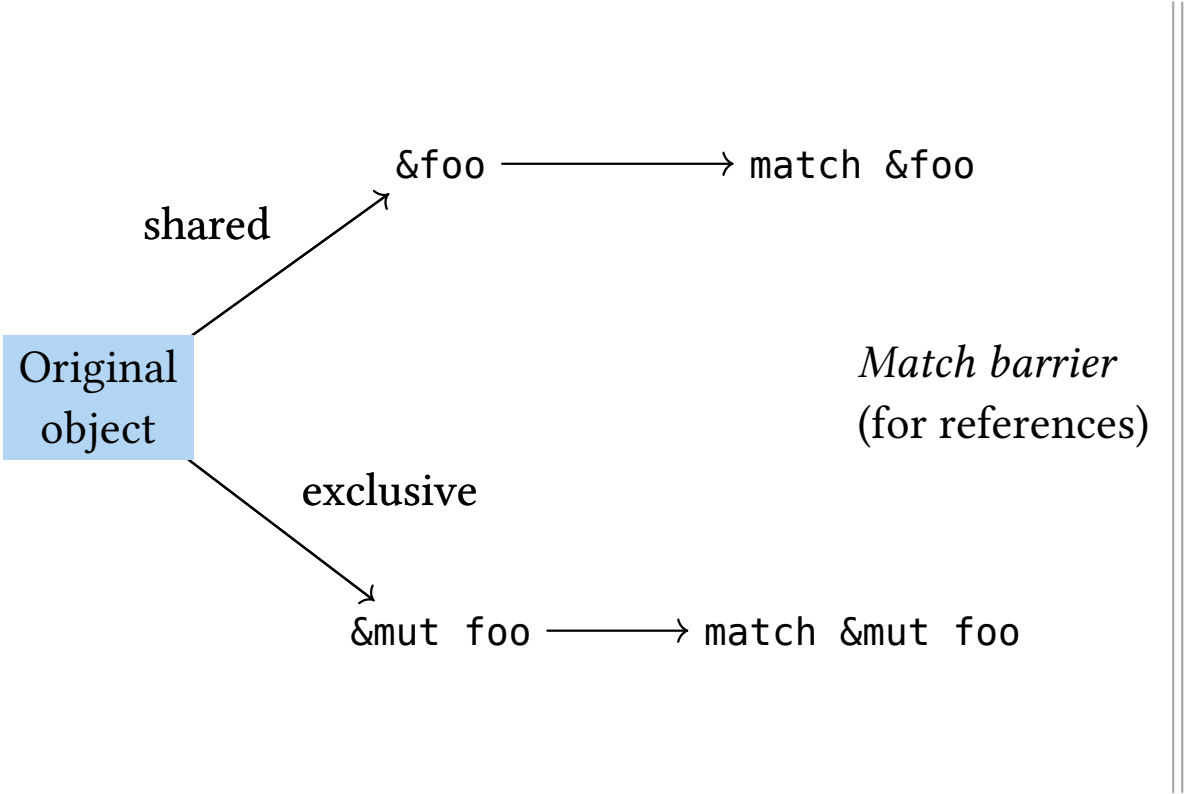 &foo
match &foo
shared
Original
object
Match barrier
(for references)
exclusive
&mut foo
match &mut foo